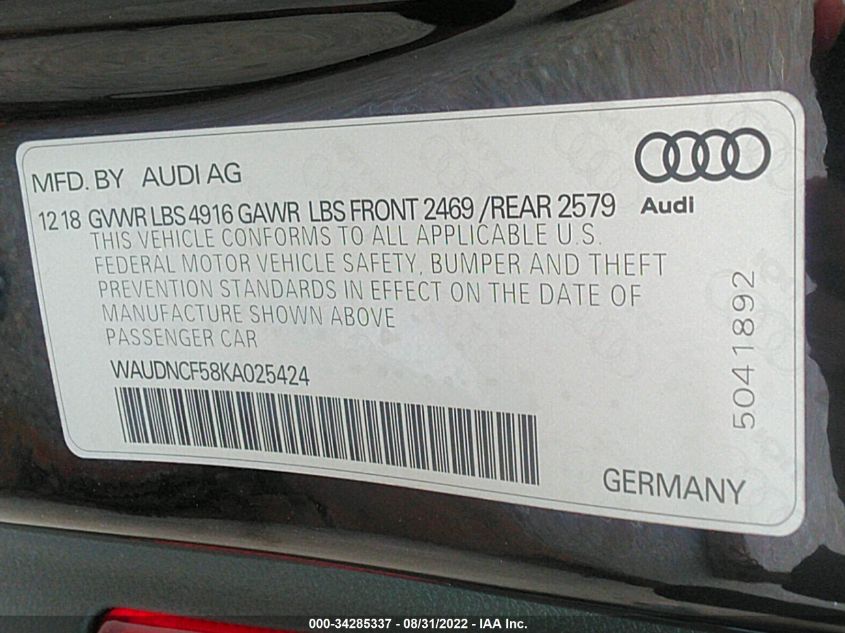 MFD. BY AUDI AG
Audi
12 18 GVWR LBS 4916 GAWR LBS FRONT 2469 /REAR 2579
THIS VEHICLE CONFORMS TO ALL APPLICABLE U.S.
FEDERAL MOTOR VEHICLE SAFETY, BUMPER AND THEFT
PREVENTION STANDARDS IN EFFECT ON THE DATE OF
MANUFACTURE SHOWN ABOVE
PASSENGER CAR
WAUDNCF58KA025424
5041892
GERMANY
000-34285337 - 08/31/2022 - IAA Inc.